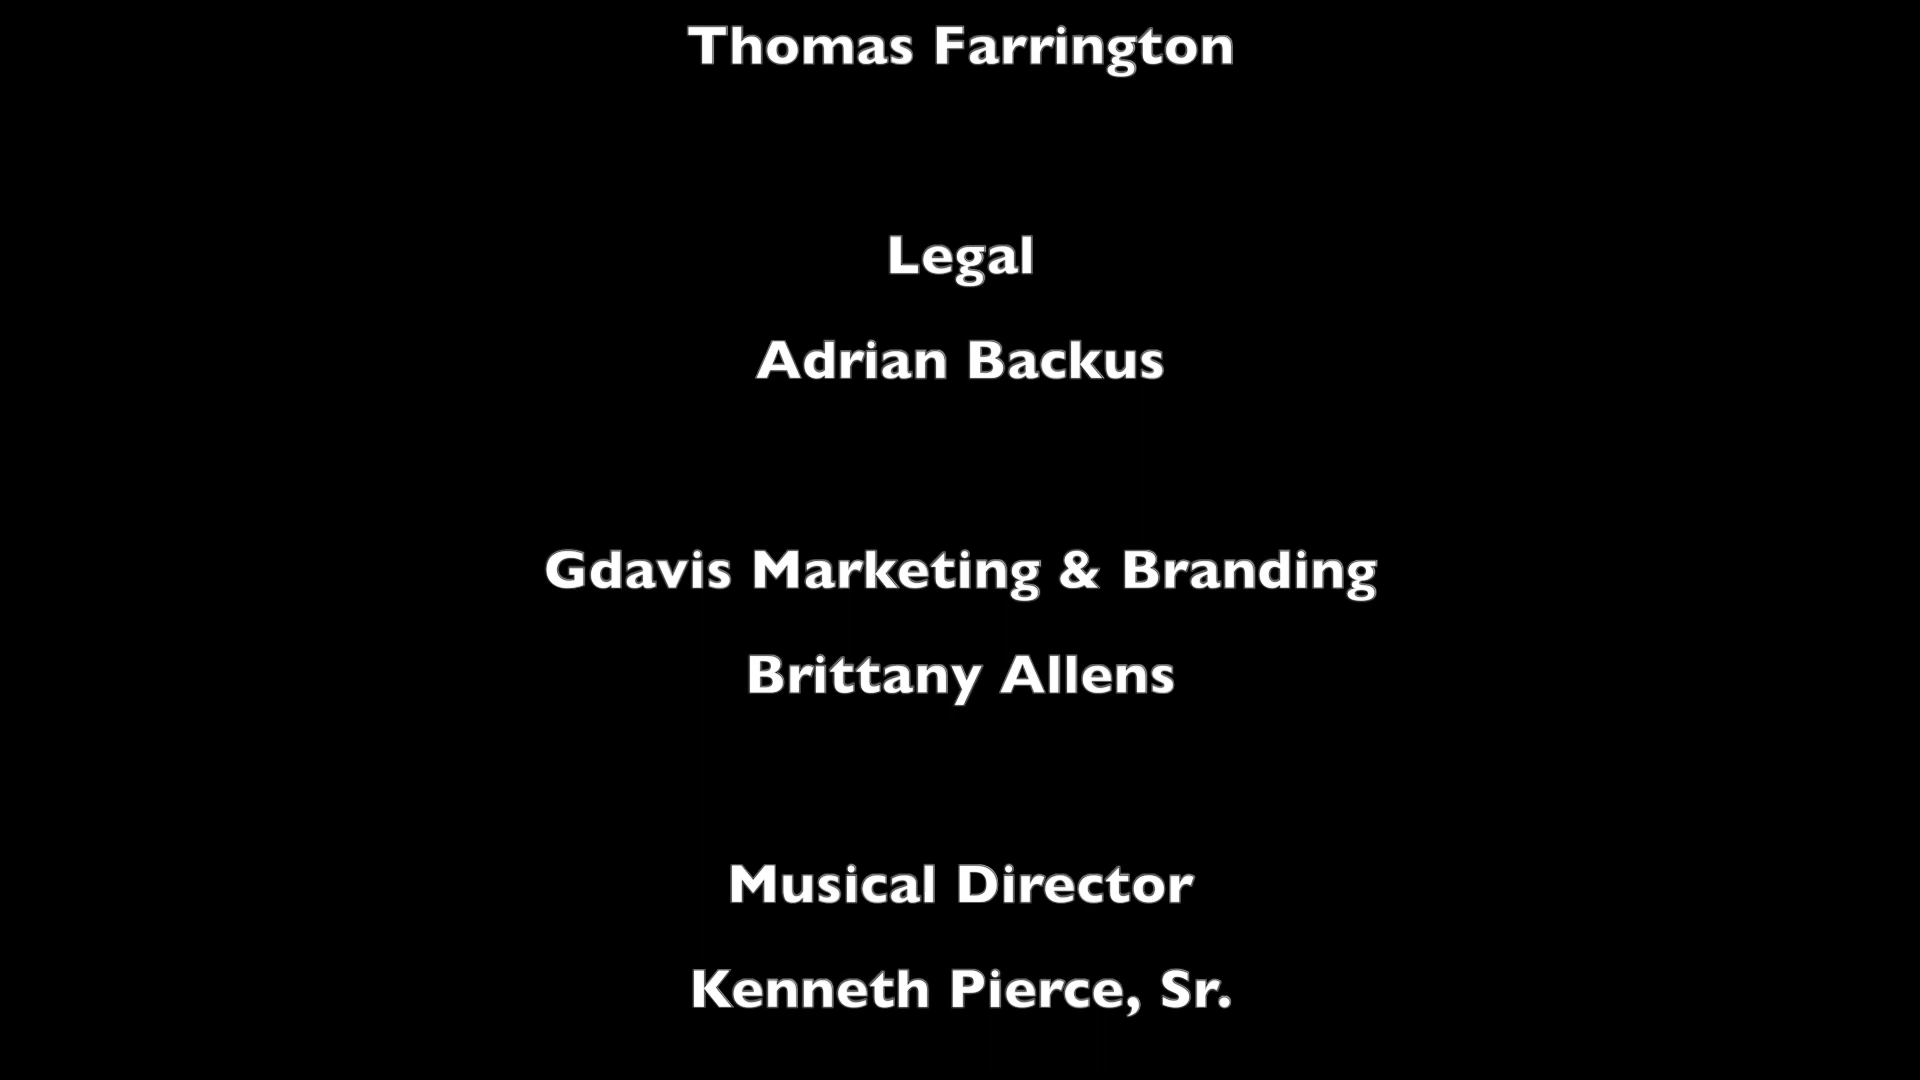 Thomas Farrington
Legal
Adrian Backus
Gdavis Marketing & Branding
Brittany Allens
Musical Director
Kenneth Pierce, Sr.